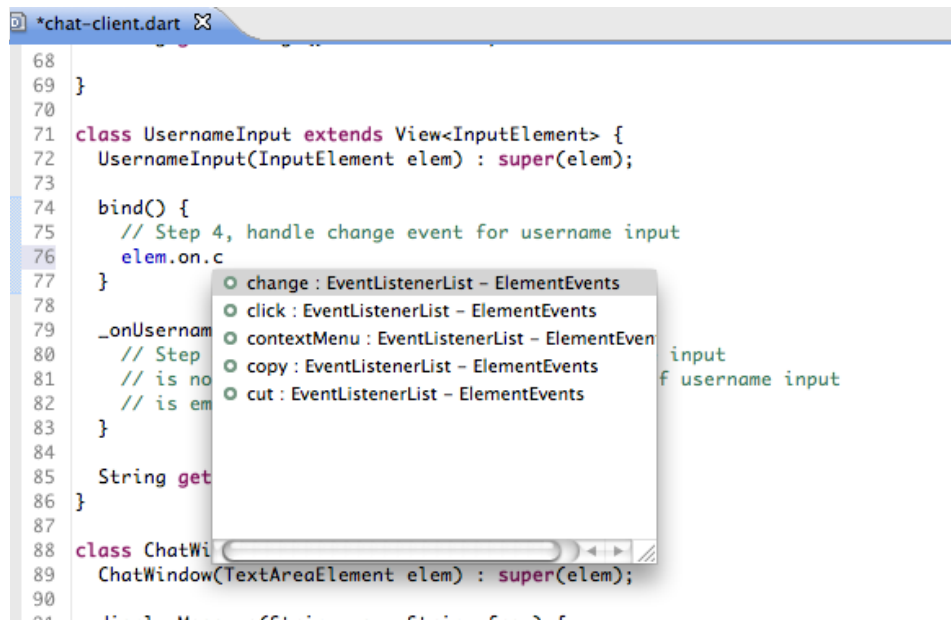 *chat-client.dart
68
69 }
70
71 class UsernameInput extends View<InputElement> {
72 UsernameInput(InputElement elem) : super(elem);
73
74 bind() {
75 // Step 4, handle change event for username input
76 elem.on.c
77 }
change : EventListenerList – ElementEvents
78
click : EventListenerList – ElementEvents
79 _onUsernam
contextMenu : EventListenerList – ElementEven
80 // Step input
copy : EventListenerList – ElementEvents
81 // is no f username input
cut : EventListenerList – ElementEvents
82 // is em
83 }
84
85 String get
86 }
87
88 class ChatWi
89 ChatWindow(TextAreaElement elem) : super(elem);
90